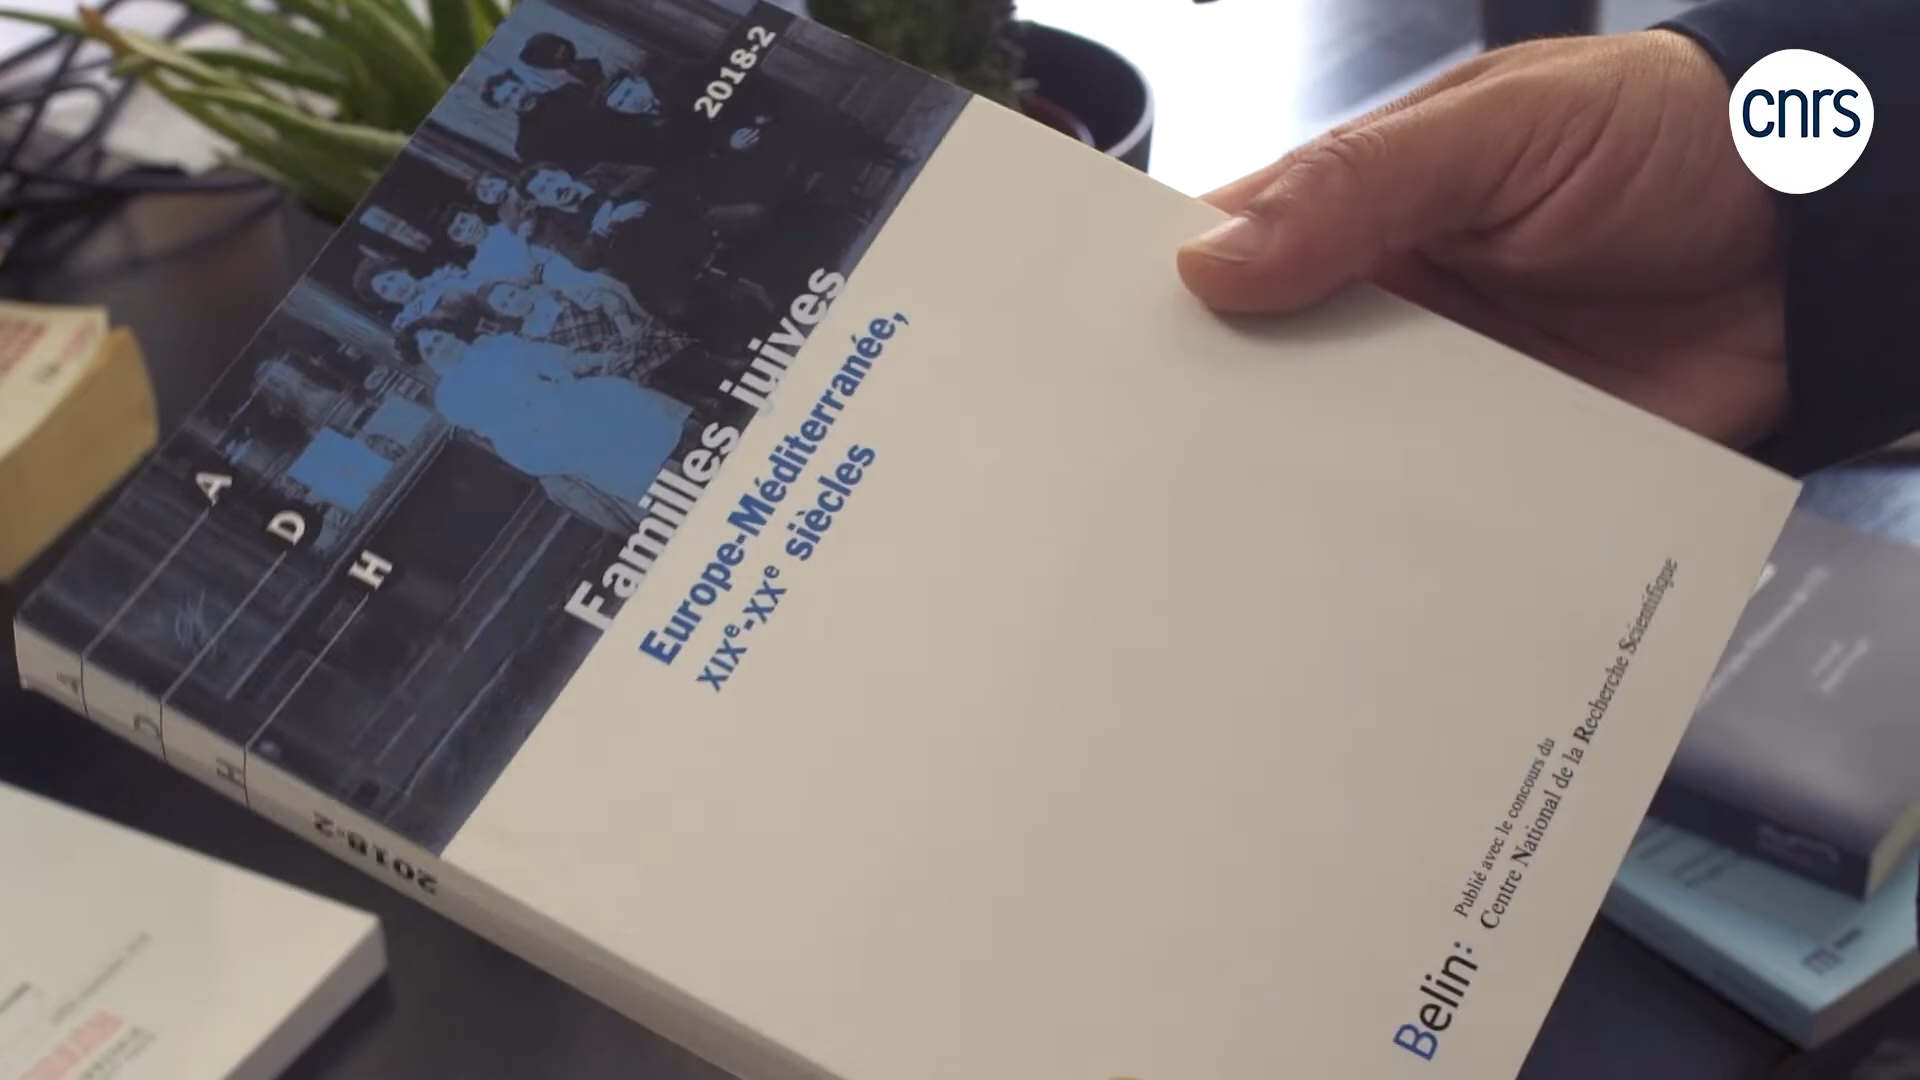 cnrs
2018-2
A
D
H
Familles juives
Europe-Méditerranée,
XIXe-XXe siècles
Publié avec le concours du
Centre National de la Recherche Scientifique
Belin:
A
D
H
2018-2